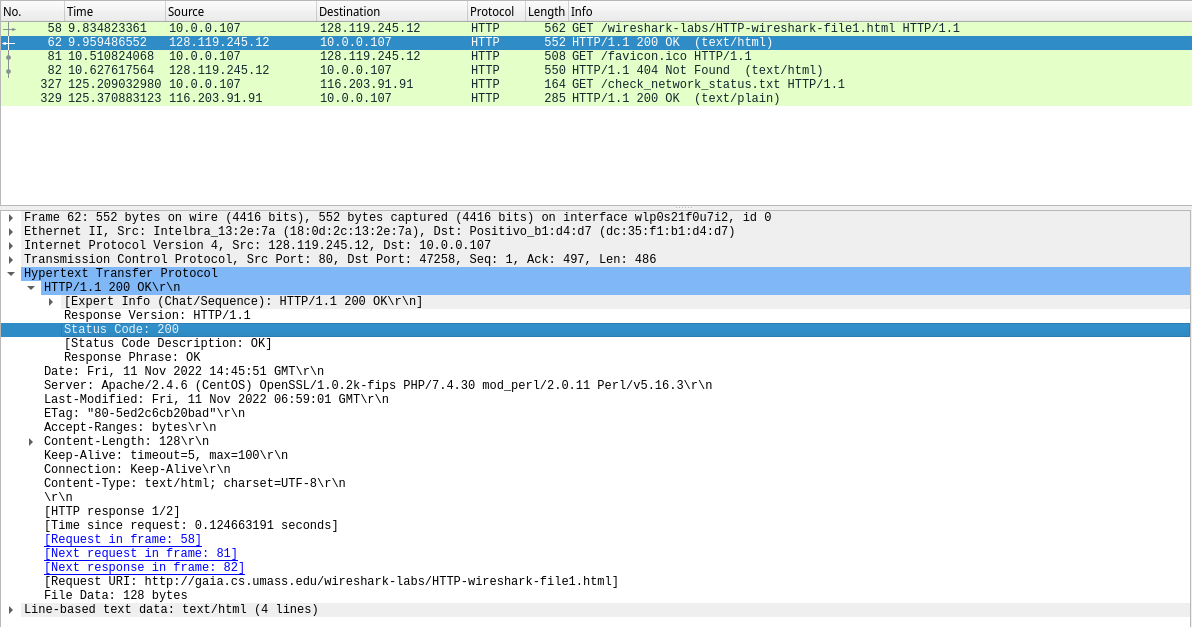 No. Time Source Destination Protocol Length Info
58 9.834823361 10.0.0.107 128.119.245.12 HTTP 562 GET /wireshark-labs/HTTP-wireshark-file1.html HTTP/1.1
62 9.959486552 128.119.245.12 10.0.0.107 HTTP 552 HTTP/1.1 200 OK  (text/html)
81 10.510824068 10.0.0.107 128.119.245.12 HTTP 508 GET /favicon.ico HTTP/1.1
82 10.627617564 128.119.245.12 10.0.0.107 HTTP 550 HTTP/1.1 404 Not Found  (text/html)
327 125.209032980 10.0.0.107 116.203.91.91 HTTP 164 GET /check_network_status.txt HTTP/1.1
329 125.370883123 116.203.91.91 10.0.0.107 HTTP 285 HTTP/1.1 200 OK  (text/plain)
Frame 62: 552 bytes on wire (4416 bits), 552 bytes captured (4416 bits) on interface wlp0s21f0u7i2, id 0
Ethernet II, Src: Intelbra_13:2e:7a (18:0d:2c:13:2e:7a), Dst: Positivo_b1:d4:d7 (dc:35:f1:b1:d4:d7)
Internet Protocol Version 4, Src: 128.119.245.12, Dst: 10.0.0.107
Transmission Control Protocol, Src Port: 80, Dst Port: 47258, Seq: 1, Ack: 497, Len: 486
Hypertext Transfer Protocol
HTTP/1.1 200 OK\r\n
[Expert Info (Chat/Sequence): HTTP/1.1 200 OK\r\n]
Response Version: HTTP/1.1
Status Code: 200
[Status Code Description: OK]
Response Phrase: OK
Date: Fri, 11 Nov 2022 14:45:51 GMT\r\n
Server: Apache/2.4.6 (CentOS) OpenSSL/1.0.2k-fips PHP/7.4.30 mod_perl/2.0.11 Perl/v5.16.3\r\n
Last-Modified: Fri, 11 Nov 2022 06:59:01 GMT\r\n
ETag: "80-5ed2c6cb20bad"\r\n
Accept-Ranges: bytes\r\n
Content-Length: 128\r\n
Keep-Alive: timeout=5, max=100\r\n
Connection: Keep-Alive\r\n
Content-Type: text/html; charset=UTF-8\r\n
\r\n
[HTTP response 1/2]
[Time since request: 0.124663191 seconds]
[Request in frame: 58]
[Next request in frame: 81]
[Next response in frame: 82]
[Request URI: http://gaia.cs.umass.edu/wireshark-labs/HTTP-wireshark-file1.html]
File Data: 128 bytes
Line-based text data: text/html (4 lines)